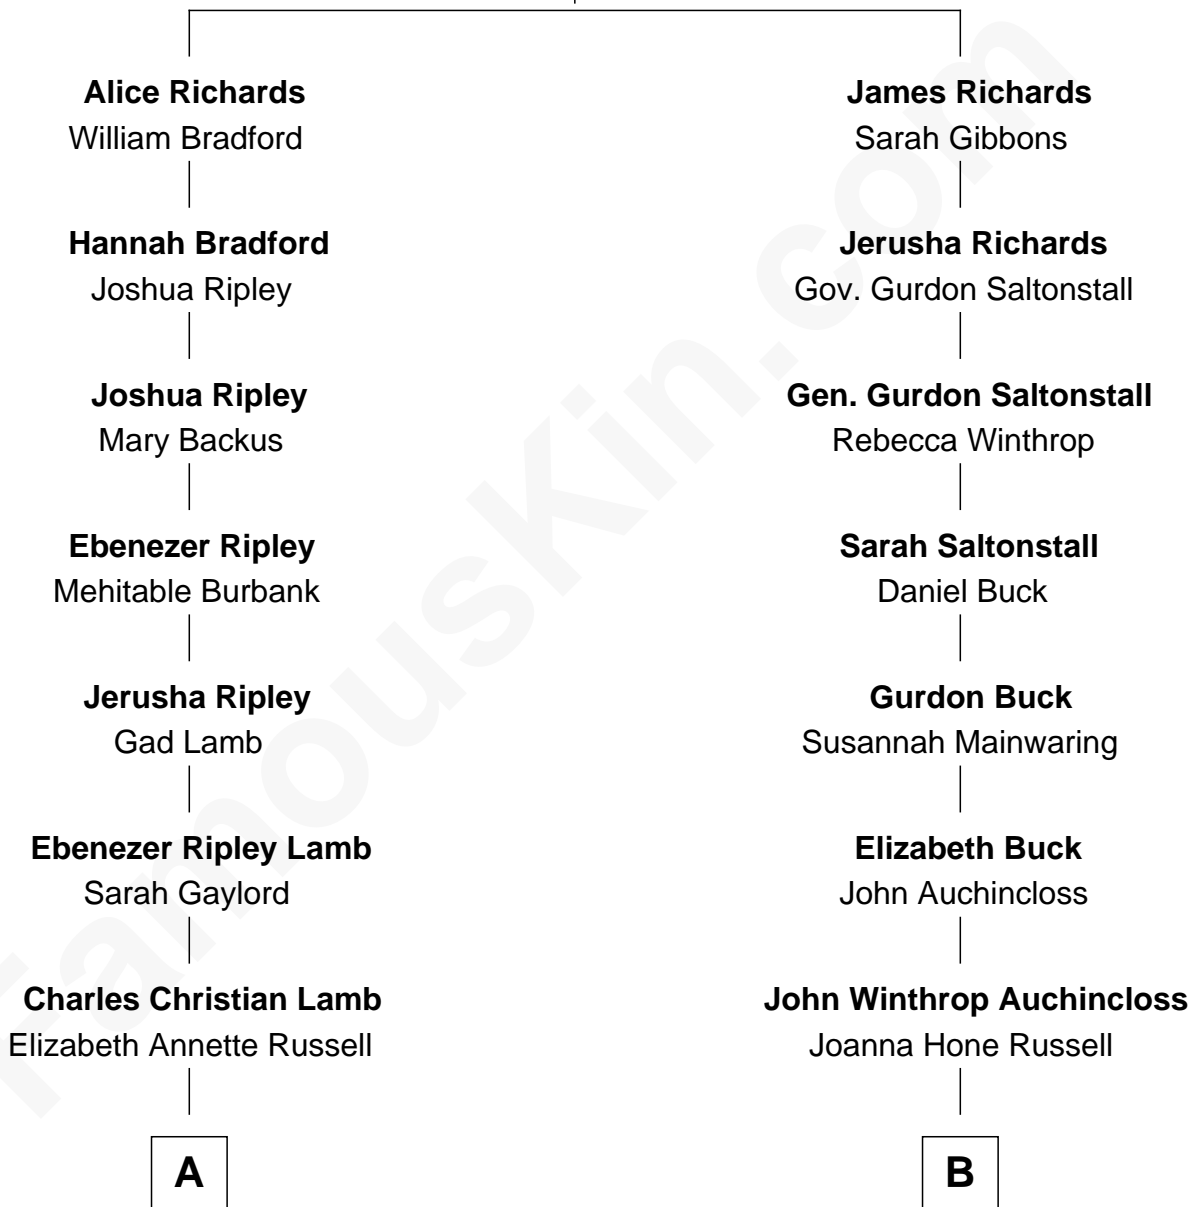 Alice Richards
William Bradford
Hannah Bradford
Joshua Ripley
Joshua Ripley
Mary Backus
Ebenezer Ripley
Mehitable Burbank
Jerusha Ripley
Gad Lamb
Ebenezer Ripley Lamb
Sarah Gaylord
Charles Christian Lamb
Elizabeth Annette Russell
A
James Richards
Sarah Gibbons
Jerusha Richards
Gov. Gurdon Saltonstall
Gen. Gurdon Saltonstall
Rebecca Winthrop
Sarah Saltonstall
Daniel Buck
Gurdon Buck
Susannah Mainwaring
Elizabeth Buck
John Auchincloss
John Winthrop Auchincloss
Joanna Hone Russell
B
FamousKin.com